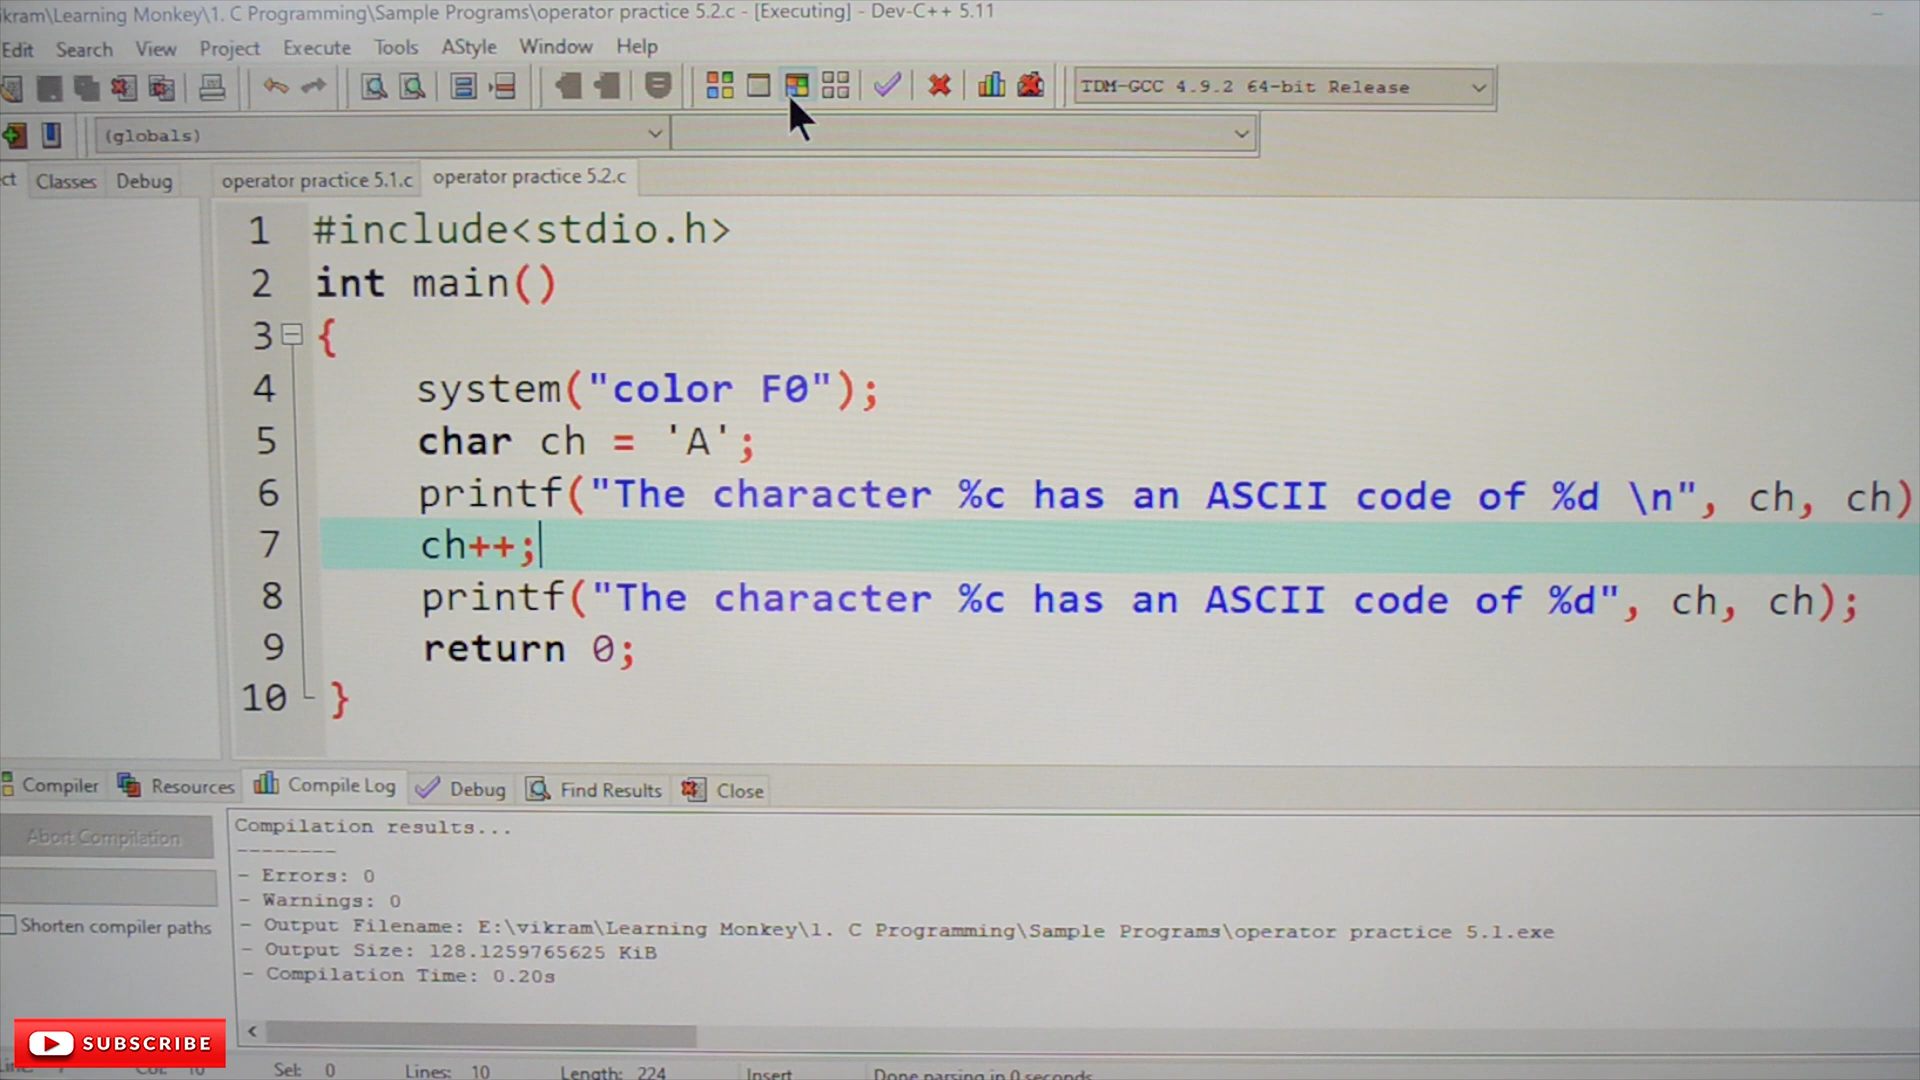 ikram\Learning Monkey\1. C Programming\Sample Programs\operator practice 5.2.c - [Executing] - Dev-C++ 5.11
Edit Search View Project Execute Tools AStyle Window Help
TDM-GCC 4.9.2 64-bit Release
(globals)
ct Classes Debug operator practice 5.1.c operator practice 5.2.c
1 #include<stdio.h>
2 int main()
3 {
4 system("color F0");
5 char ch = 'A';
6 printf("The character %c has an ASCII code of %d \n", ch, ch)
7 ch++;
8 printf("The character %c has an ASCII code of %d", ch, ch);
9 return 0;
10 }
Compiler Resources Compile Log Debug Find Results Close
Abort Compilation
Shorten compiler paths
Compilation results...
--------
- Errors: 0
- Warnings: 0
- Output Filename: E:\vikram\Learning Monkey\1. C Programming\Sample Programs\operator practice 5.1.exe
- Output Size: 128.1259765625 KiB
- Compilation Time: 0.20s
SUBSCRIBE
Sel: 0 Lines: 10 Length: 224 Insert Done parsing in 0 seconds